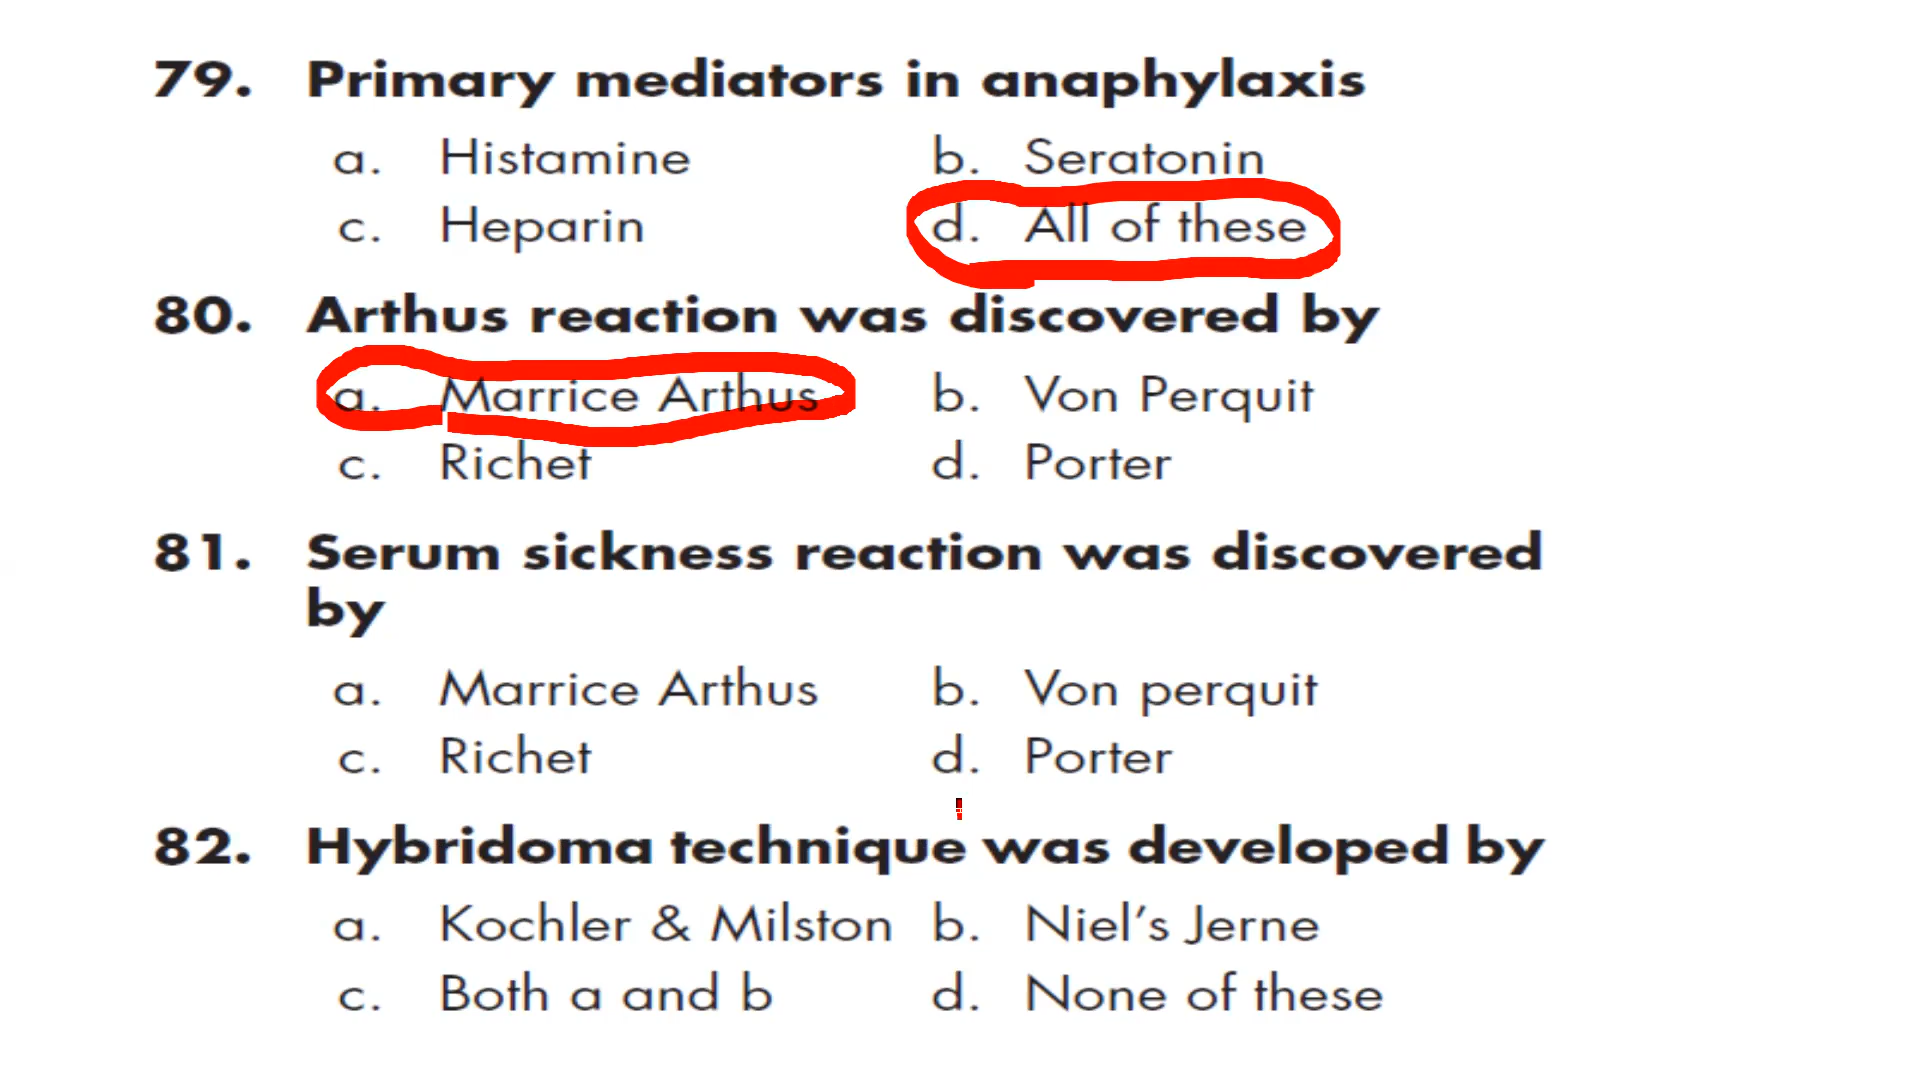 79. Primary mediators in anaphylaxis
a. Histamine b. Seratonin
c. Heparin d. All of these
80. Arthus reaction was discovered by
a. Marrice Arthus b. Von Perquit
c. Richet d. Porter
81. Serum sickness reaction was discovered
by
a. Marrice Arthus b. Von perquit
c. Richet d. Porter
82. Hybridoma technique was developed by
a. Kochler & Milston b. Niel’s Jerne
c. Both a and b d. None of these